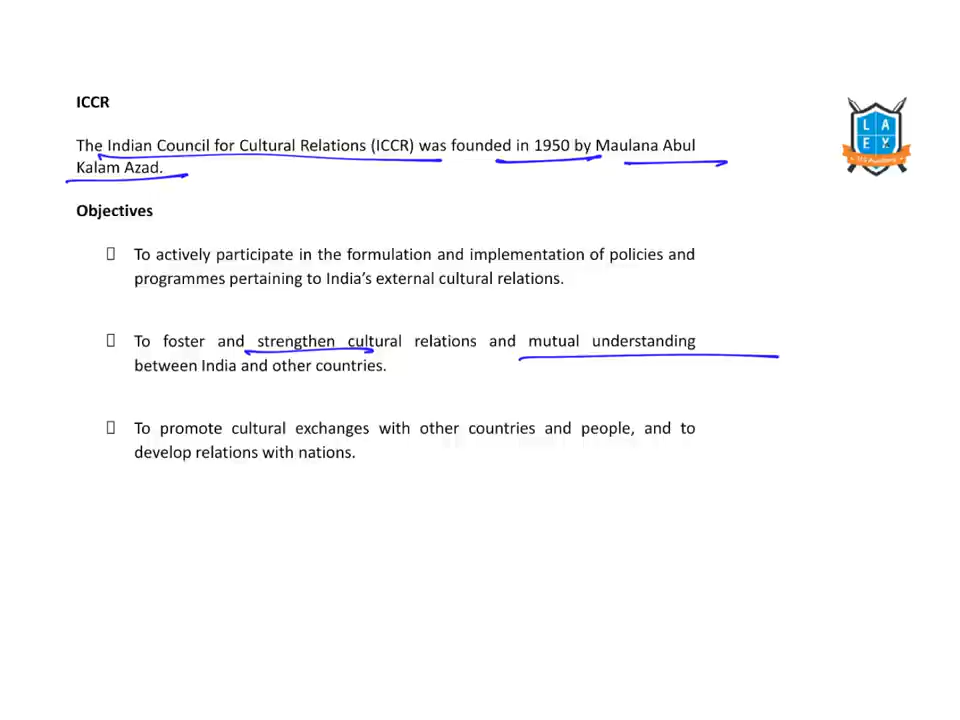 ICCR
The Indian Council for Cultural Relations (ICCR) was founded in 1950 by Maulana Abul
Kalam Azad.
Objectives
To actively participate in the formulation and implementation of policies and
programmes pertaining to India’s external cultural relations.
To foster and strengthen cultural relations and mutual understanding
between India and other countries.
To promote cultural exchanges with other countries and people, and to
develop relations with nations.
L A
E X